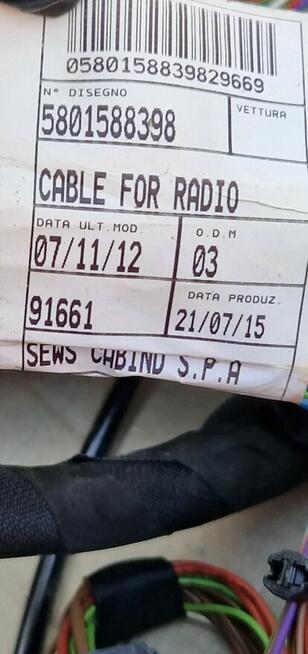 0580158839829669
Nº DISEGNO
VETTURA
5801588398
CABLE FOR RADIO
DATA ULT.MOD.
O.D.M
07/11/12
03
DATA PRODUZ.
91661
21/07/15
SEWS CABIND S.P.A